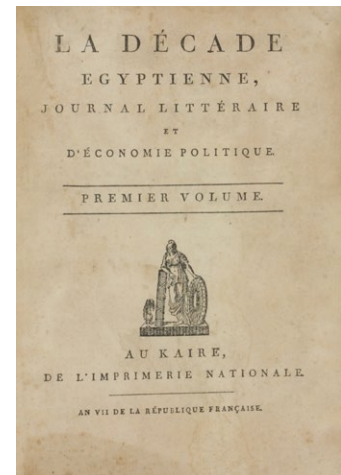 LA DÉCADE
EGYPTIENNE,
JOURNAL LITTÉRAIRE
ET
D'ÉCONOMIE POLITIQUE.
PREMIER VOLUME.
AU KAIRE,
DE L'IMPRIMERIE NATIONALE.
AN VII DE LA RÉPUBLIQUE FRANÇAISE.